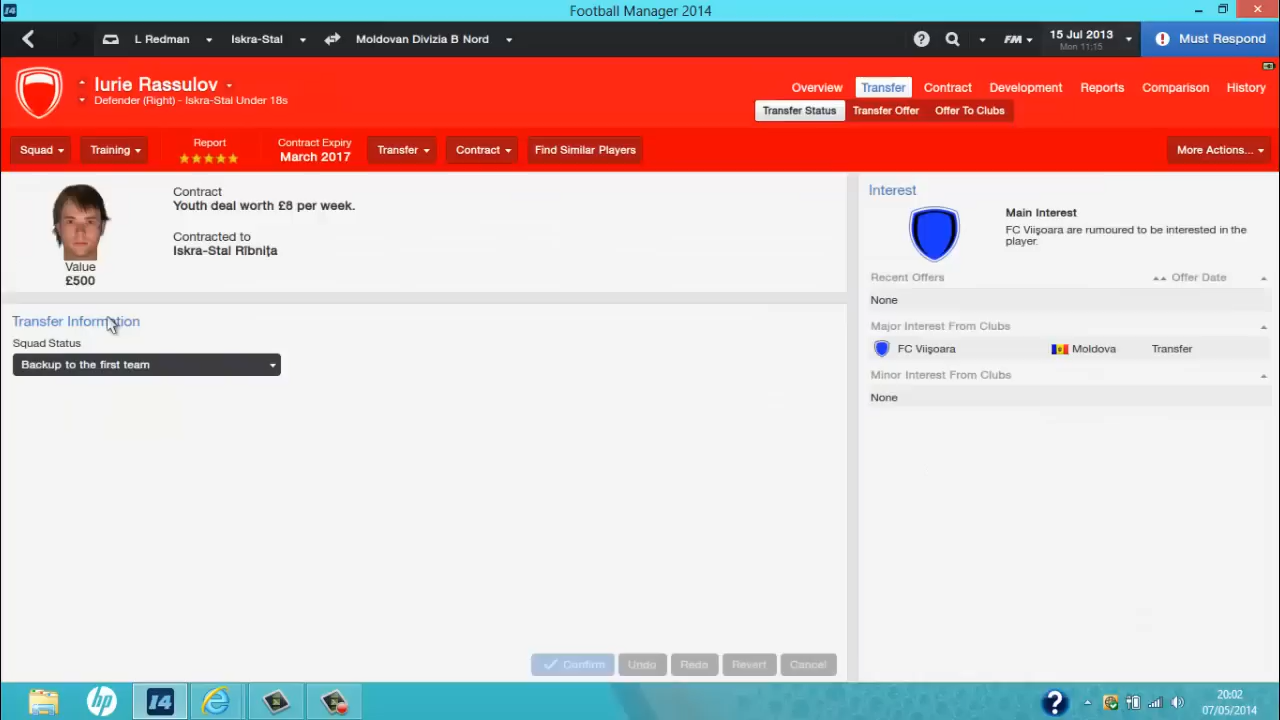 Football Manager 2014
L Redman
Iskra-Stal
Moldovan Divizia B Nord
FM
15 Jul 2013
Mon 11:15
Must Respond
Iurie Rassulov
Defender (Right) - Iskra-Stal Under 18s
Overview
Transfer
Contract
Development
Reports
Comparison
History
Transfer Status
Transfer Offer
Offer To Clubs
Squad
Training
Report
Contract Expiry
March 2017
Transfer
Contract
Find Similar Players
More Actions...
Value
£500
Contract
Youth deal worth £8 per week.
Contracted to
Iskra-Stal Rîbnița
Interest
Main Interest
FC Viișoara are rumoured to be interested in the
player.
Recent Offers
Offer Date
None
Major Interest From Clubs
FC Viișoara
Moldova
Transfer
Minor Interest From Clubs
None
Transfer Information
Squad Status
Backup to the first team
Confirm
Undo
Redo
Revert
Cancel
20:02
07/05/2014